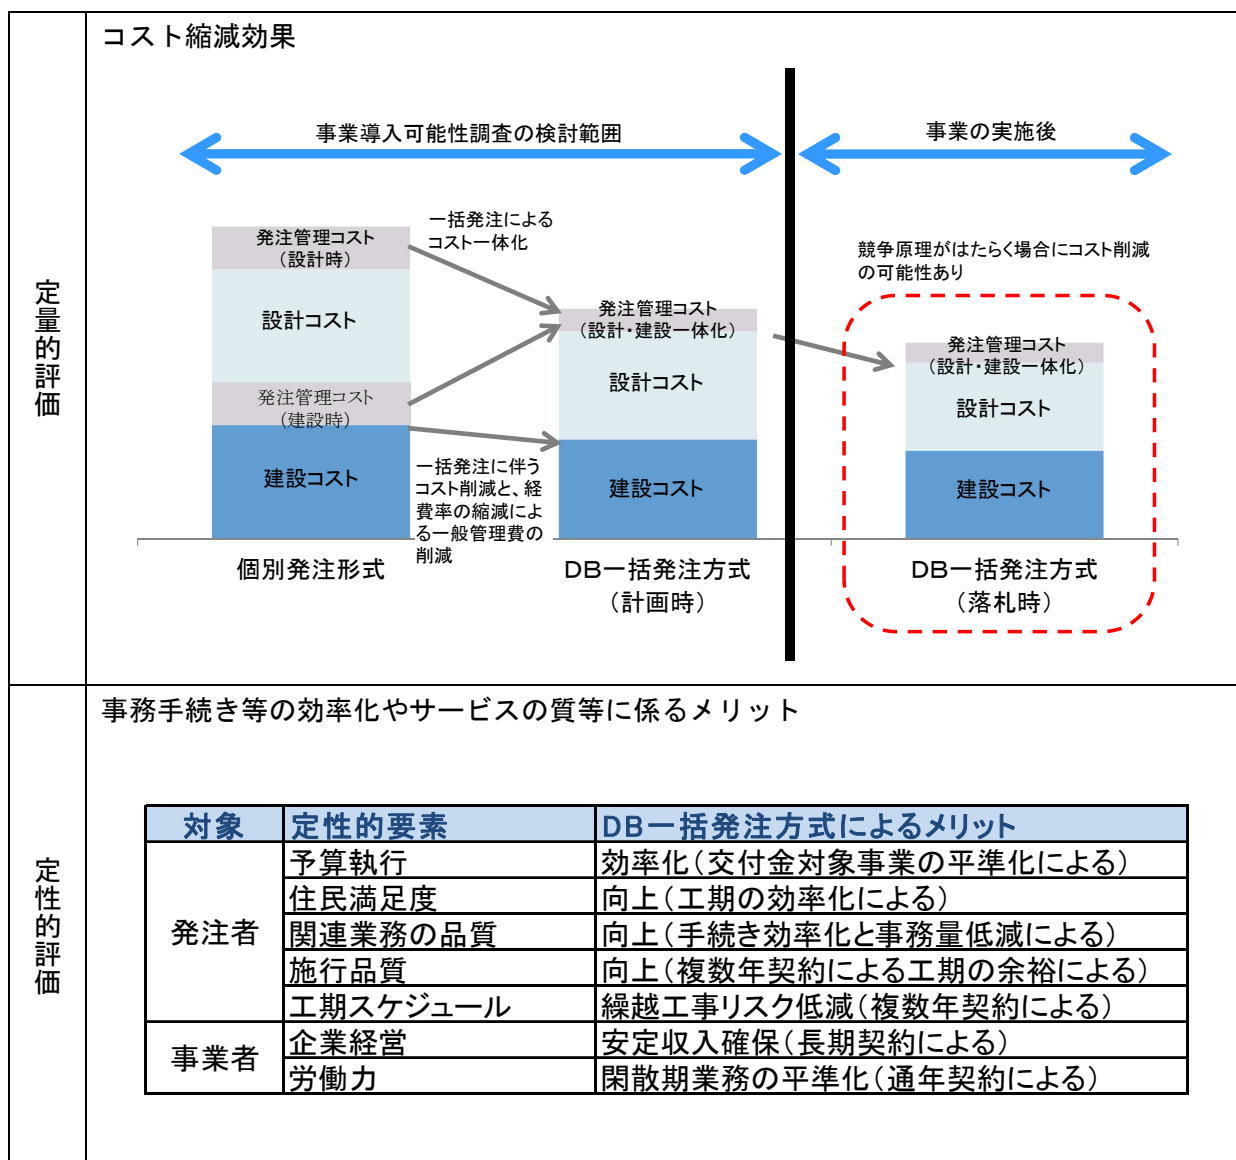 定量的評価
コスト縮減効果
事業導入可能性調査の検討範囲
事業の実施後
発注管理コスト
（設計時）
設計コスト
発注管理コスト
（建設時）
建設コスト
個別発注形式
一括発注による
コスト一体化
一括発注に伴う
コスト削減と、経
費率の縮減によ
る一般管理費の
削減
発注管理コスト
（設計・建設一体化）
設計コスト
建設コスト
DB一括発注方式
（計画時）
競争原理がはたらく場合にコスト削減
の可能性あり
発注管理コスト
（設計・建設一体化）
設計コスト
建設コスト
DB一括発注方式
（落札時）
定性的評価
事務手続き等の効率化やサービスの質等に係るメリット
対象 定性的要素 DB一括発注方式によるメリット
発注者
予算執行 効率化（交付金対象事業の平準化による）
住民満足度 向上（工期の効率化による）
関連業務の品質 向上（手続き効率化と事務量低減による）
施行品質 向上（複数年契約による工期の余裕による）
工期スケジュール 繰越工事リスク低減（複数年契約による）
事業者
企業経営 安定収入確保（長期契約による）
労働力 閑散期業務の平準化（通年契約による）